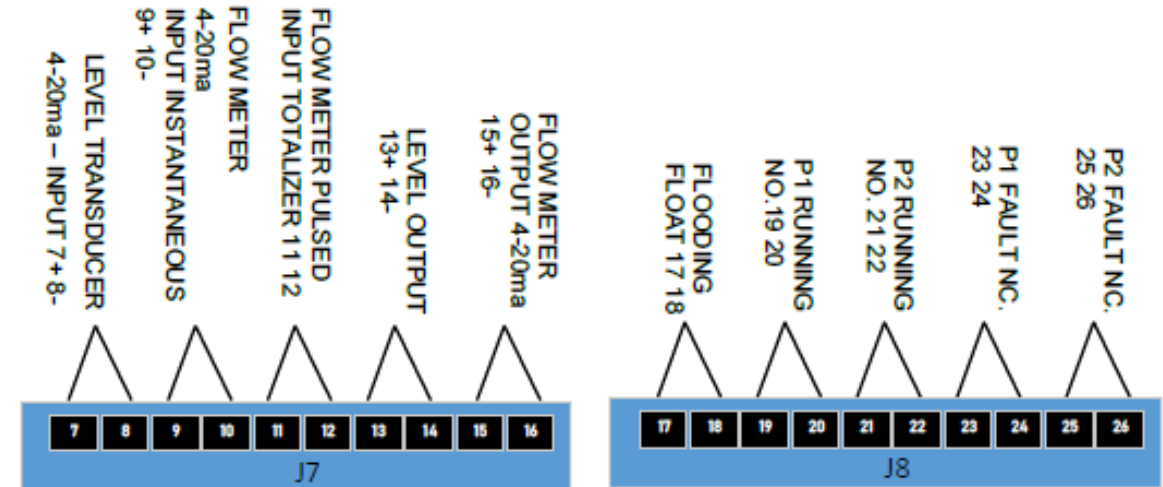 LEVEL TRANSDUCER
4-20ma – INPUT 7+8-
FLOW METER
4-20ma
INPUT INSTANTANEOUS
9+ 10-
FLOW METER PULSED
INPUT TOTALIZER 11 12
LEVEL OUTPUT
13+ 14-
FLOW METER
OUTPUT 4-20ma
15+ 16-
7 8 9 10 11 12 13 14 15 16
J7
FLOODING
FLOAT 17 18
P1 RUNNING
NO.19 20
P2 RUNNING
NO. 21 22
P1 FAULT NC.
23 24
P2 FAULT NC.
25 26
17 18 19 20 21 22 23 24 25 26
J8